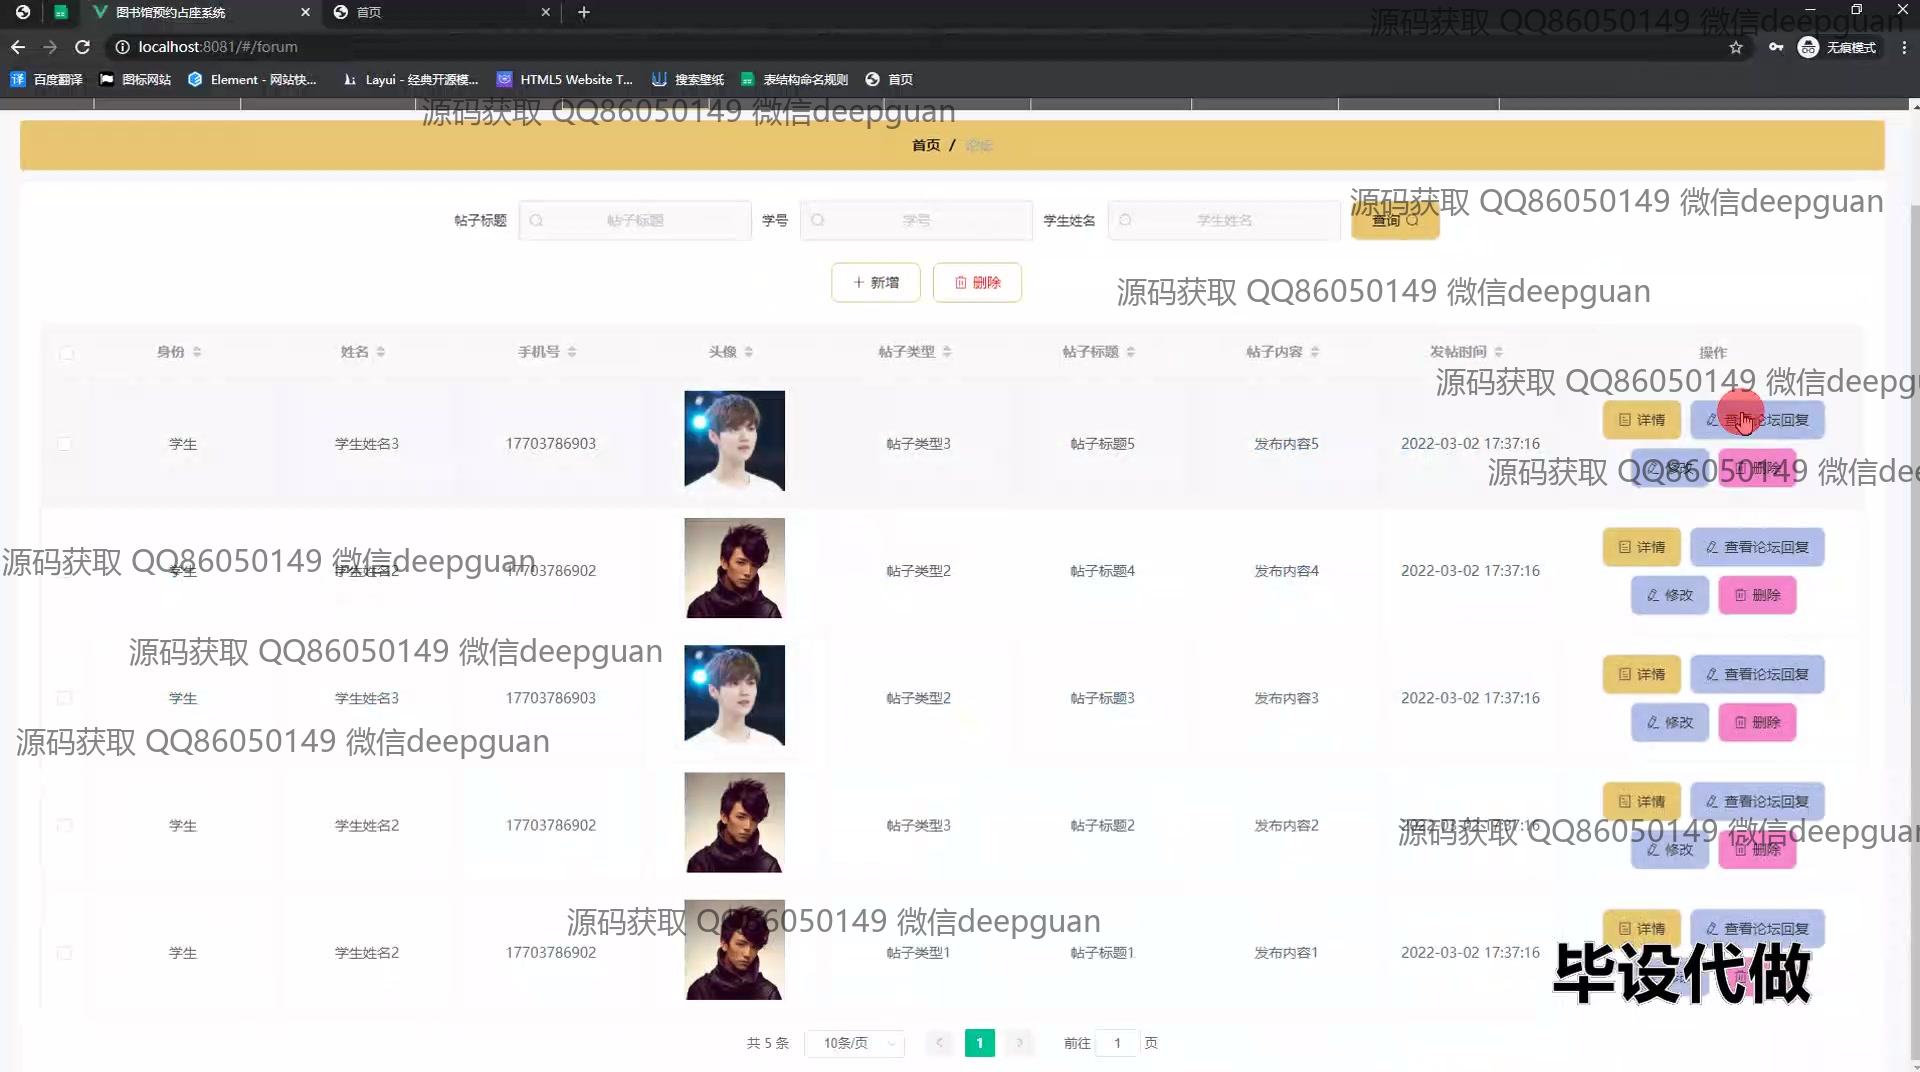 图书馆预约占座系统
首页
localhost:8081/#/forum
无痕模式
百度翻译
图标网站
Element - 网站快...
Layui - 经典开源模...
HTML5 Website T...
搜索壁纸
表结构命名规则
首页
源码获取 QQ86050149 微信deepguan
源码获取 QQ86050149 微信deepguan
首页 / 论坛
帖子标题 帖子标题 学号 学号 学生姓名 学生姓名 查询
源码获取 QQ86050149 微信deepguan
新增 删除
源码获取 QQ86050149 微信deepguan
身份 姓名 手机号 头像 帖子类型 帖子标题 帖子内容 发帖时间 操作
源码获取 QQ86050149 微信deepgu
学生 学生姓名3 17703786903 帖子类型3 帖子标题5 发布内容5 2022-03-02 17:37:16 详情 查看论坛回复
修改 删除
源码获取 QQ86050149 微信dee
学生 学生姓名2 17703786902 帖子类型2 帖子标题4 发布内容4 2022-03-02 17:37:16 详情 查看论坛回复
修改 删除
源码获取 QQ86050149 微信deepguan
源码获取 QQ86050149 微信deepguan
学生 学生姓名3 17703786903 帖子类型2 帖子标题3 发布内容3 2022-03-02 17:37:16 详情 查看论坛回复
修改 删除
源码获取 QQ86050149 微信deepguan
学生 学生姓名2 17703786902 帖子类型3 帖子标题2 发布内容2 2022-03-02 17:37:16 详情 查看论坛回复
修改 删除
源码获取 QQ86050149 微信deepguan
源码获取 QQ86050149 微信deepguan
学生 学生姓名2 17703786902 帖子类型1 帖子标题1 发布内容1 2022-03-02 17:37:16 详情 查看论坛回复
毕设代做
共 5 条 10条/页 1 前往 1 页